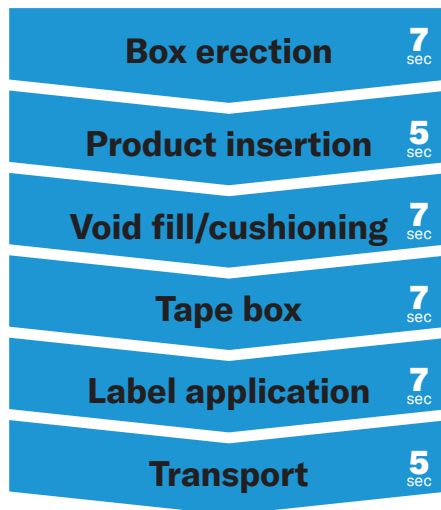 Box erection 7 sec
Product insertion 5 sec
Void fill/cushioning 7 sec
Tape box 7 sec
Label application 7 sec
Transport 5 sec